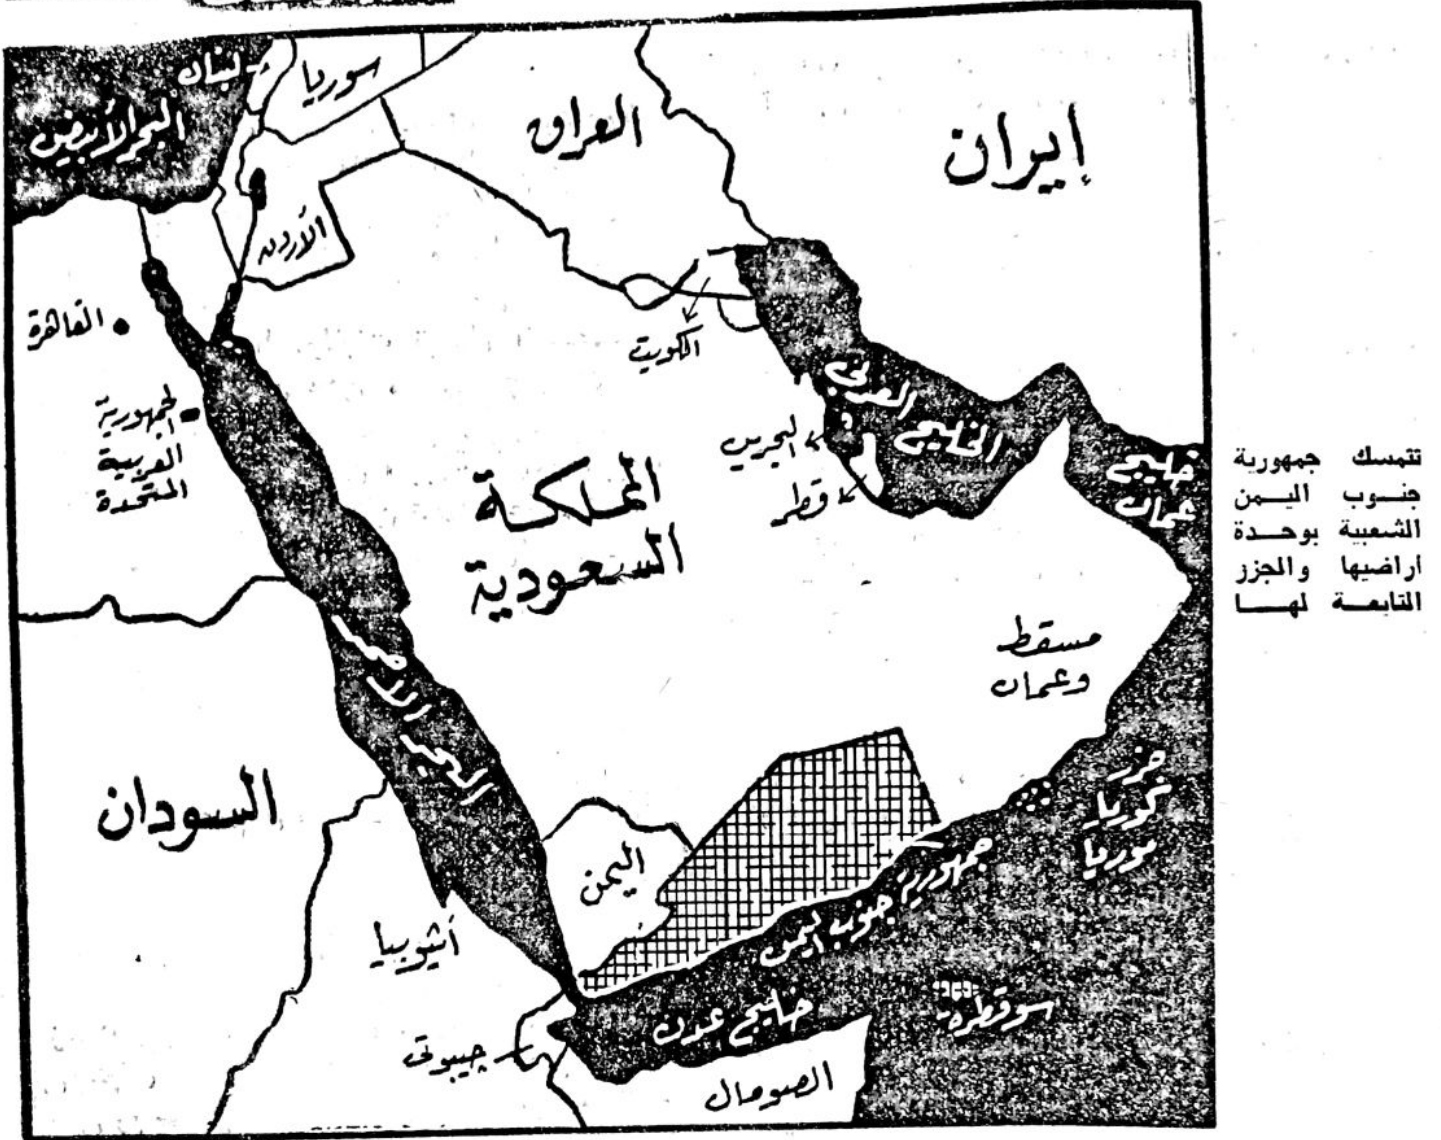 لبنان
سوريا
البحر الأبيض
العراق
إيران
الأردن
القاهرة
الكويت
الجمهورية
العربية
المتحدة
الخليج العربي
البحرين
قطر
خليج
عمان
المملكة
السعودية
مسقط
وعمان
البحر الأحمر
السودان
جزر
كوريا
موريا
اليمن
جمهورية جنوب اليمن
أثيوبيا
خليج عدن
سوقطرة
جيبوتي
الصومال
تتمسك جمهورية
جنوب اليمن
الشعبية بوحدة
اراضيها والجزر
التابعة لها